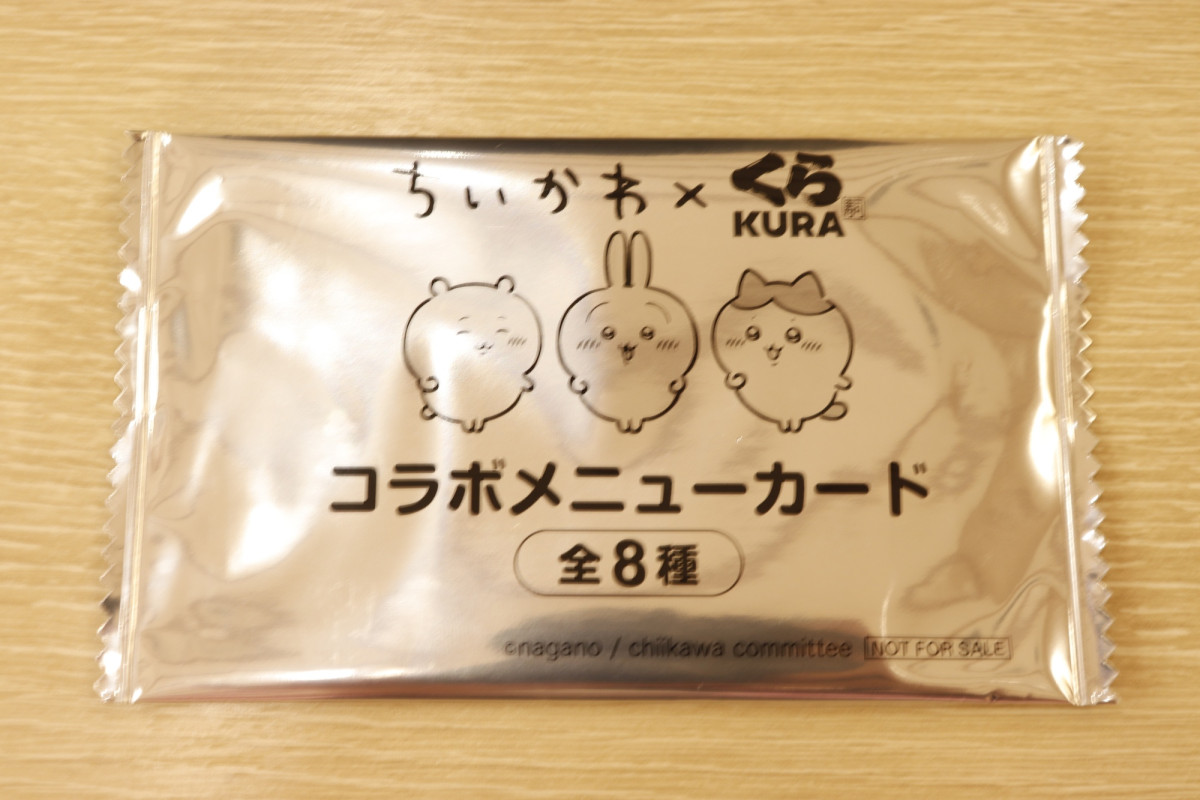 ちいかわ×くら
KURA
コラボメニューカード
全8種
©nagano / chiikawa committee NOT FOR SALE